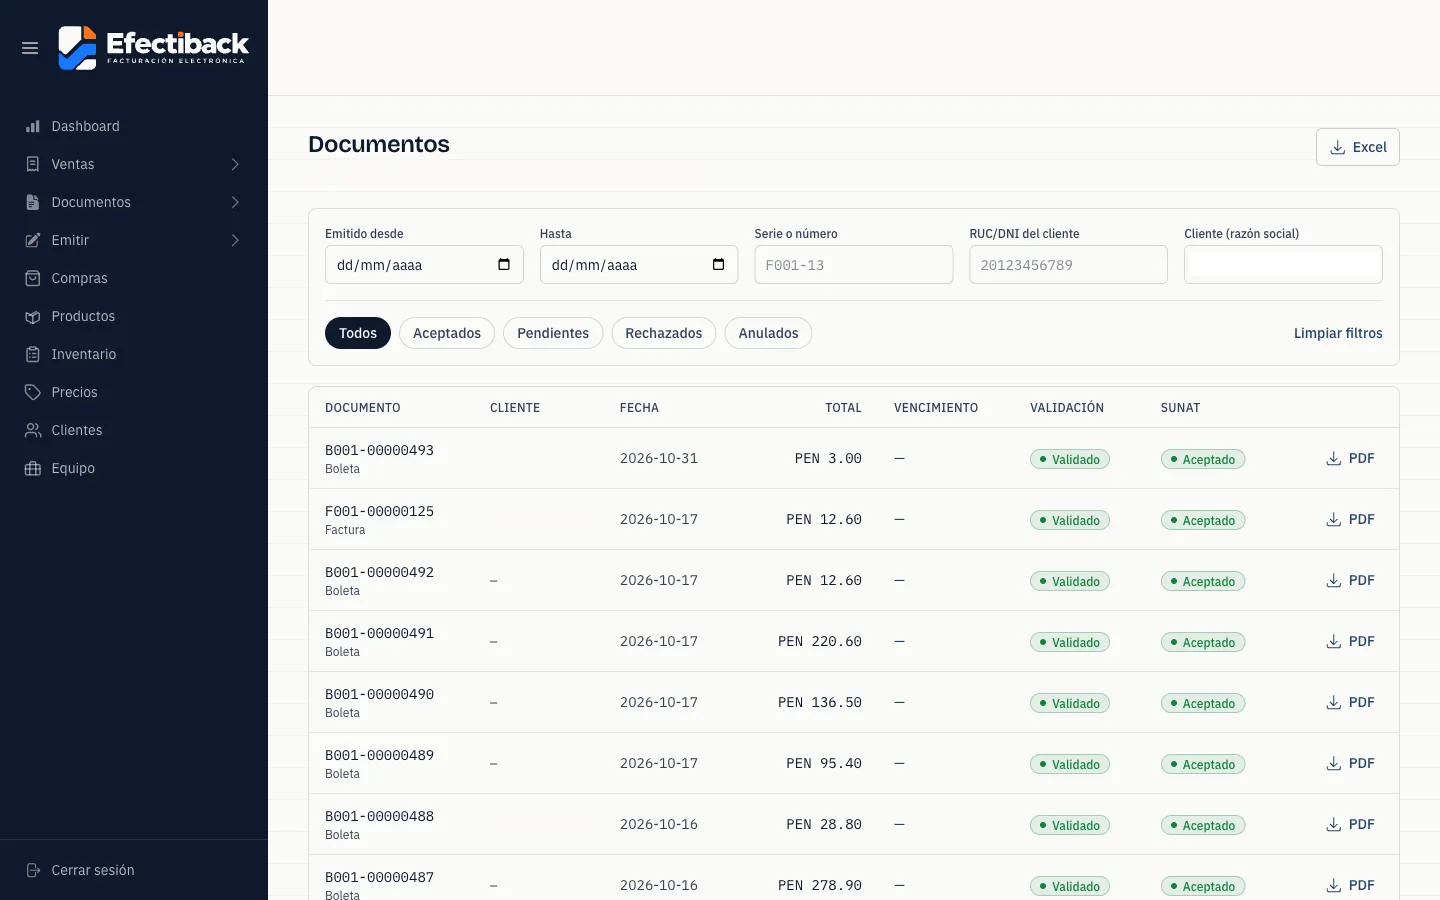 Efectiback
FACTURACIÓN ELECTRÓNICA
Dashboard
Ventas
Documentos
Emitir
Compras
Productos
Inventario
Precios
Clientes
Equipo
Cerrar sesión
Documentos
Excel
Emitido desde
Hasta
Serie o número
RUC/DNI del cliente
Cliente (razón social)
dd/mm/aaaa
dd/mm/aaaa
F001-13
20123456789
Todos
Aceptados
Pendientes
Rechazados
Anulados
Limpiar filtros
DOCUMENTO CLIENTE FECHA TOTAL VENCIMIENTO VALIDACIÓN SUNAT
B001-00000493
Boleta
2026-10-31 PEN 3.00 — Validado Aceptado PDF
F001-00000125
Factura
2026-10-17 PEN 12.60 — Validado Aceptado PDF
B001-00000492
Boleta
– 2026-10-17 PEN 12.60 — Validado Aceptado PDF
B001-00000491
Boleta
– 2026-10-17 PEN 220.60 — Validado Aceptado PDF
B001-00000490
Boleta
– 2026-10-17 PEN 136.50 — Validado Aceptado PDF
B001-00000489
Boleta
– 2026-10-17 PEN 95.40 — Validado Aceptado PDF
B001-00000488
Boleta
2026-10-16 PEN 28.80 — Validado Aceptado PDF
B001-00000487
Boleta
– 2026-10-16 PEN 278.90 — Validado Aceptado PDF